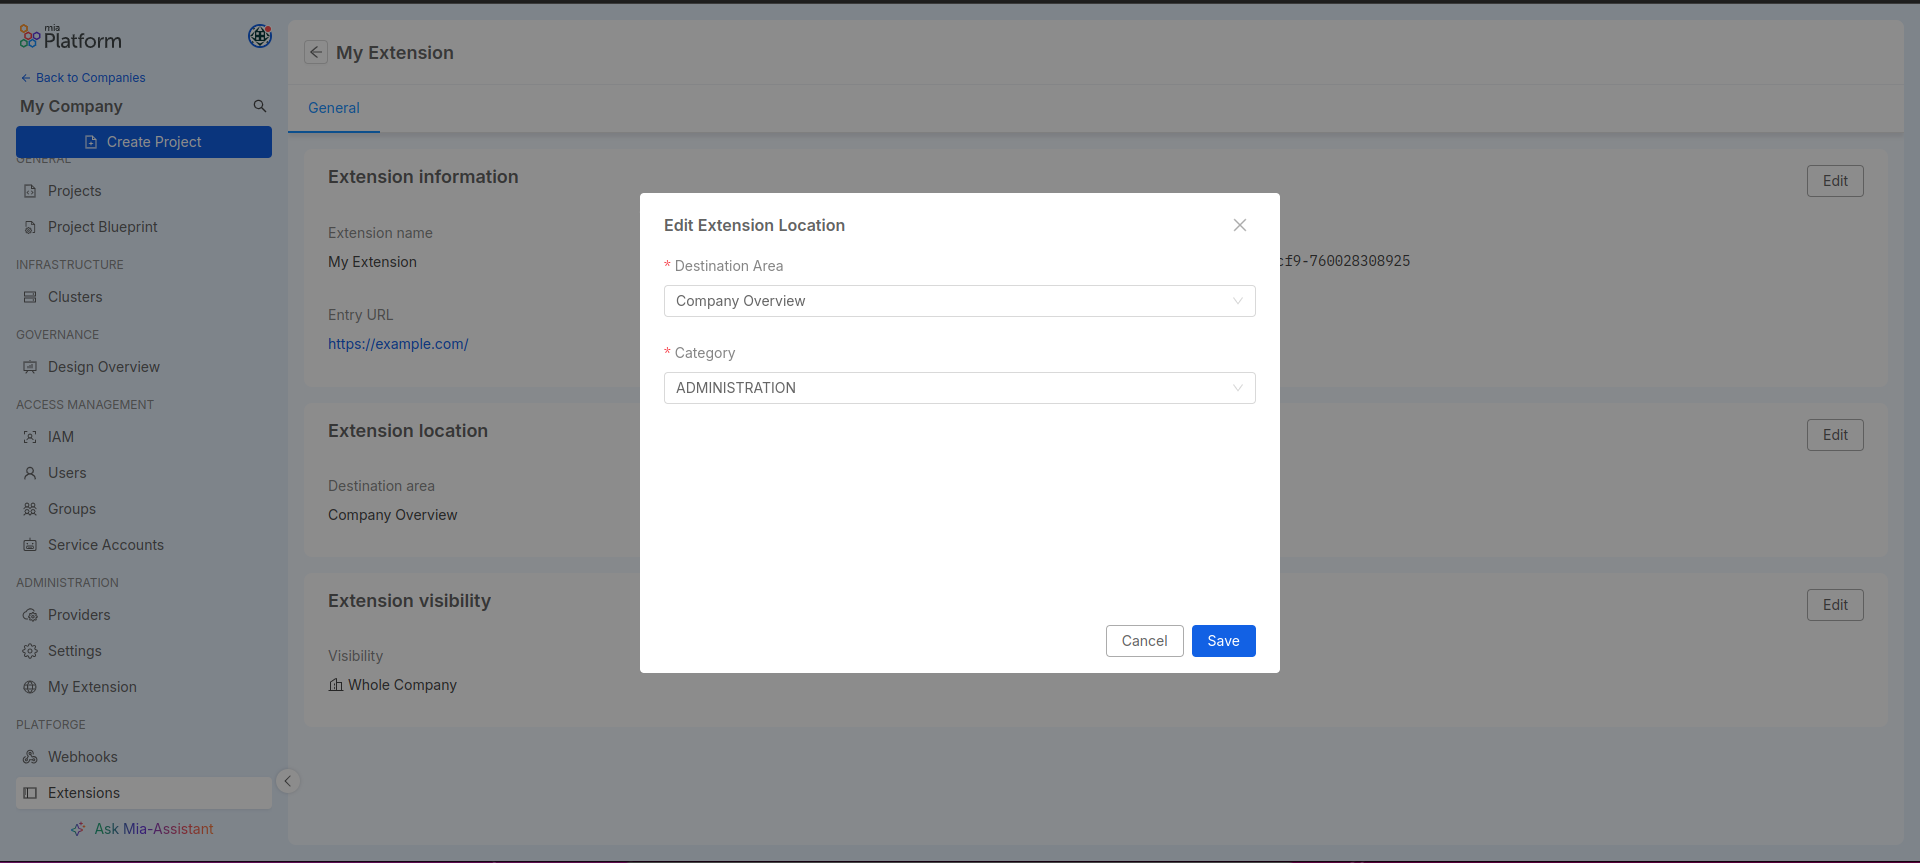 mia
Platform
← Back to Companies
My Company
Create Project
GENERAL
Projects
Project Blueprint
INFRASTRUCTURE
Clusters
GOVERNANCE
Design Overview
ACCESS MANAGEMENT
IAM
Users
Groups
Service Accounts
ADMINISTRATION
Providers
Settings
My Extension
PLATFORGE
Webhooks
Extensions
Ask Mia-Assistant
My Extension
General
Extension information
Edit
Extension name
My Extension
f9-760028308925
Entry URL
https://example.com/
Extension location
Edit
Destination area
Company Overview
Extension visibility
Edit
Visibility
Whole Company
Edit Extension Location
* Destination Area
Company Overview
* Category
ADMINISTRATION
Cancel
Save